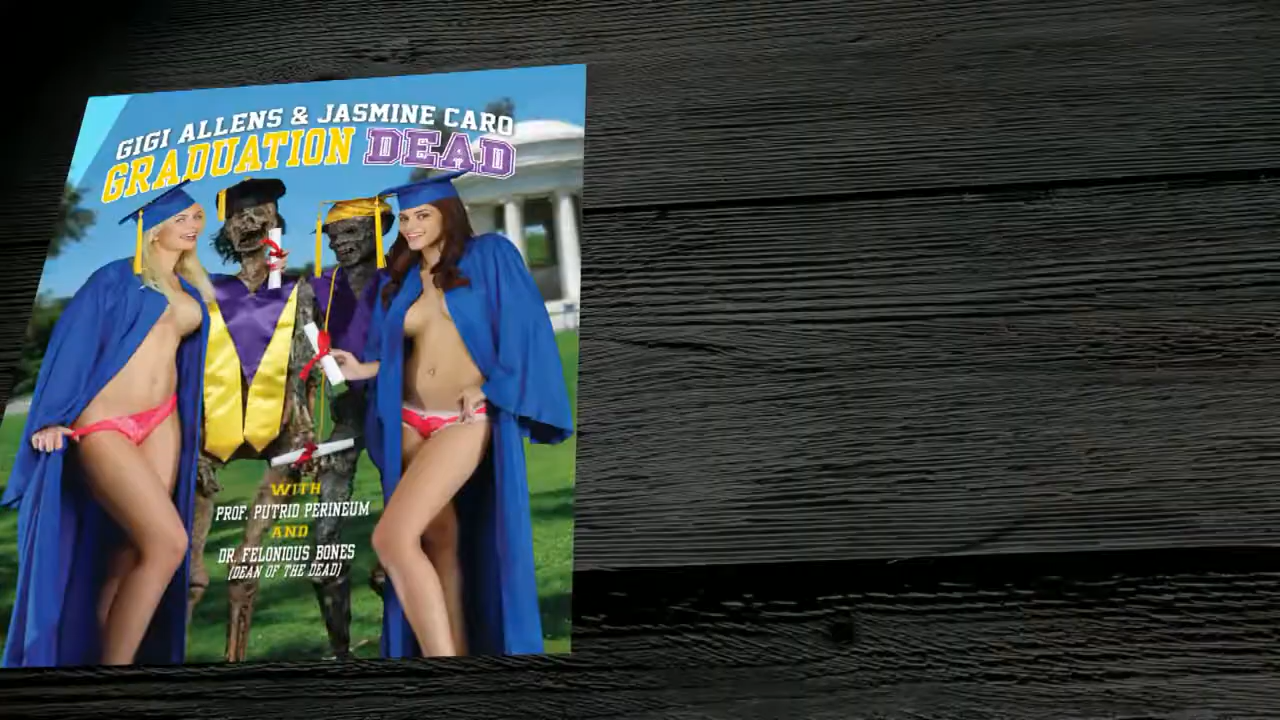 GIGI ALLENS & JASMINE CARO
GRADUATION DEAD
WITH
PROF. PUTRID PERINEUM
AND
DR. FELONIOUS BONES
(DEAN OF THE DEAD)